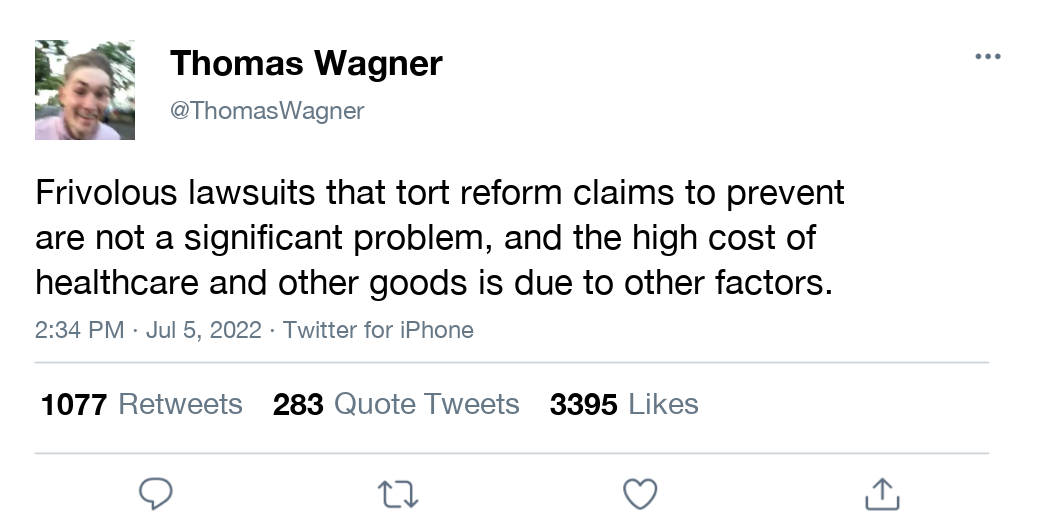 Thomas Wagner
@ThomasWagner
Frivolous lawsuits that tort reform claims to prevent
are not a significant problem, and the high cost of
healthcare and other goods is due to other factors.
2:34 PM · Jul 5, 2022 · Twitter for iPhone
1077 Retweets 283 Quote Tweets 3395 Likes